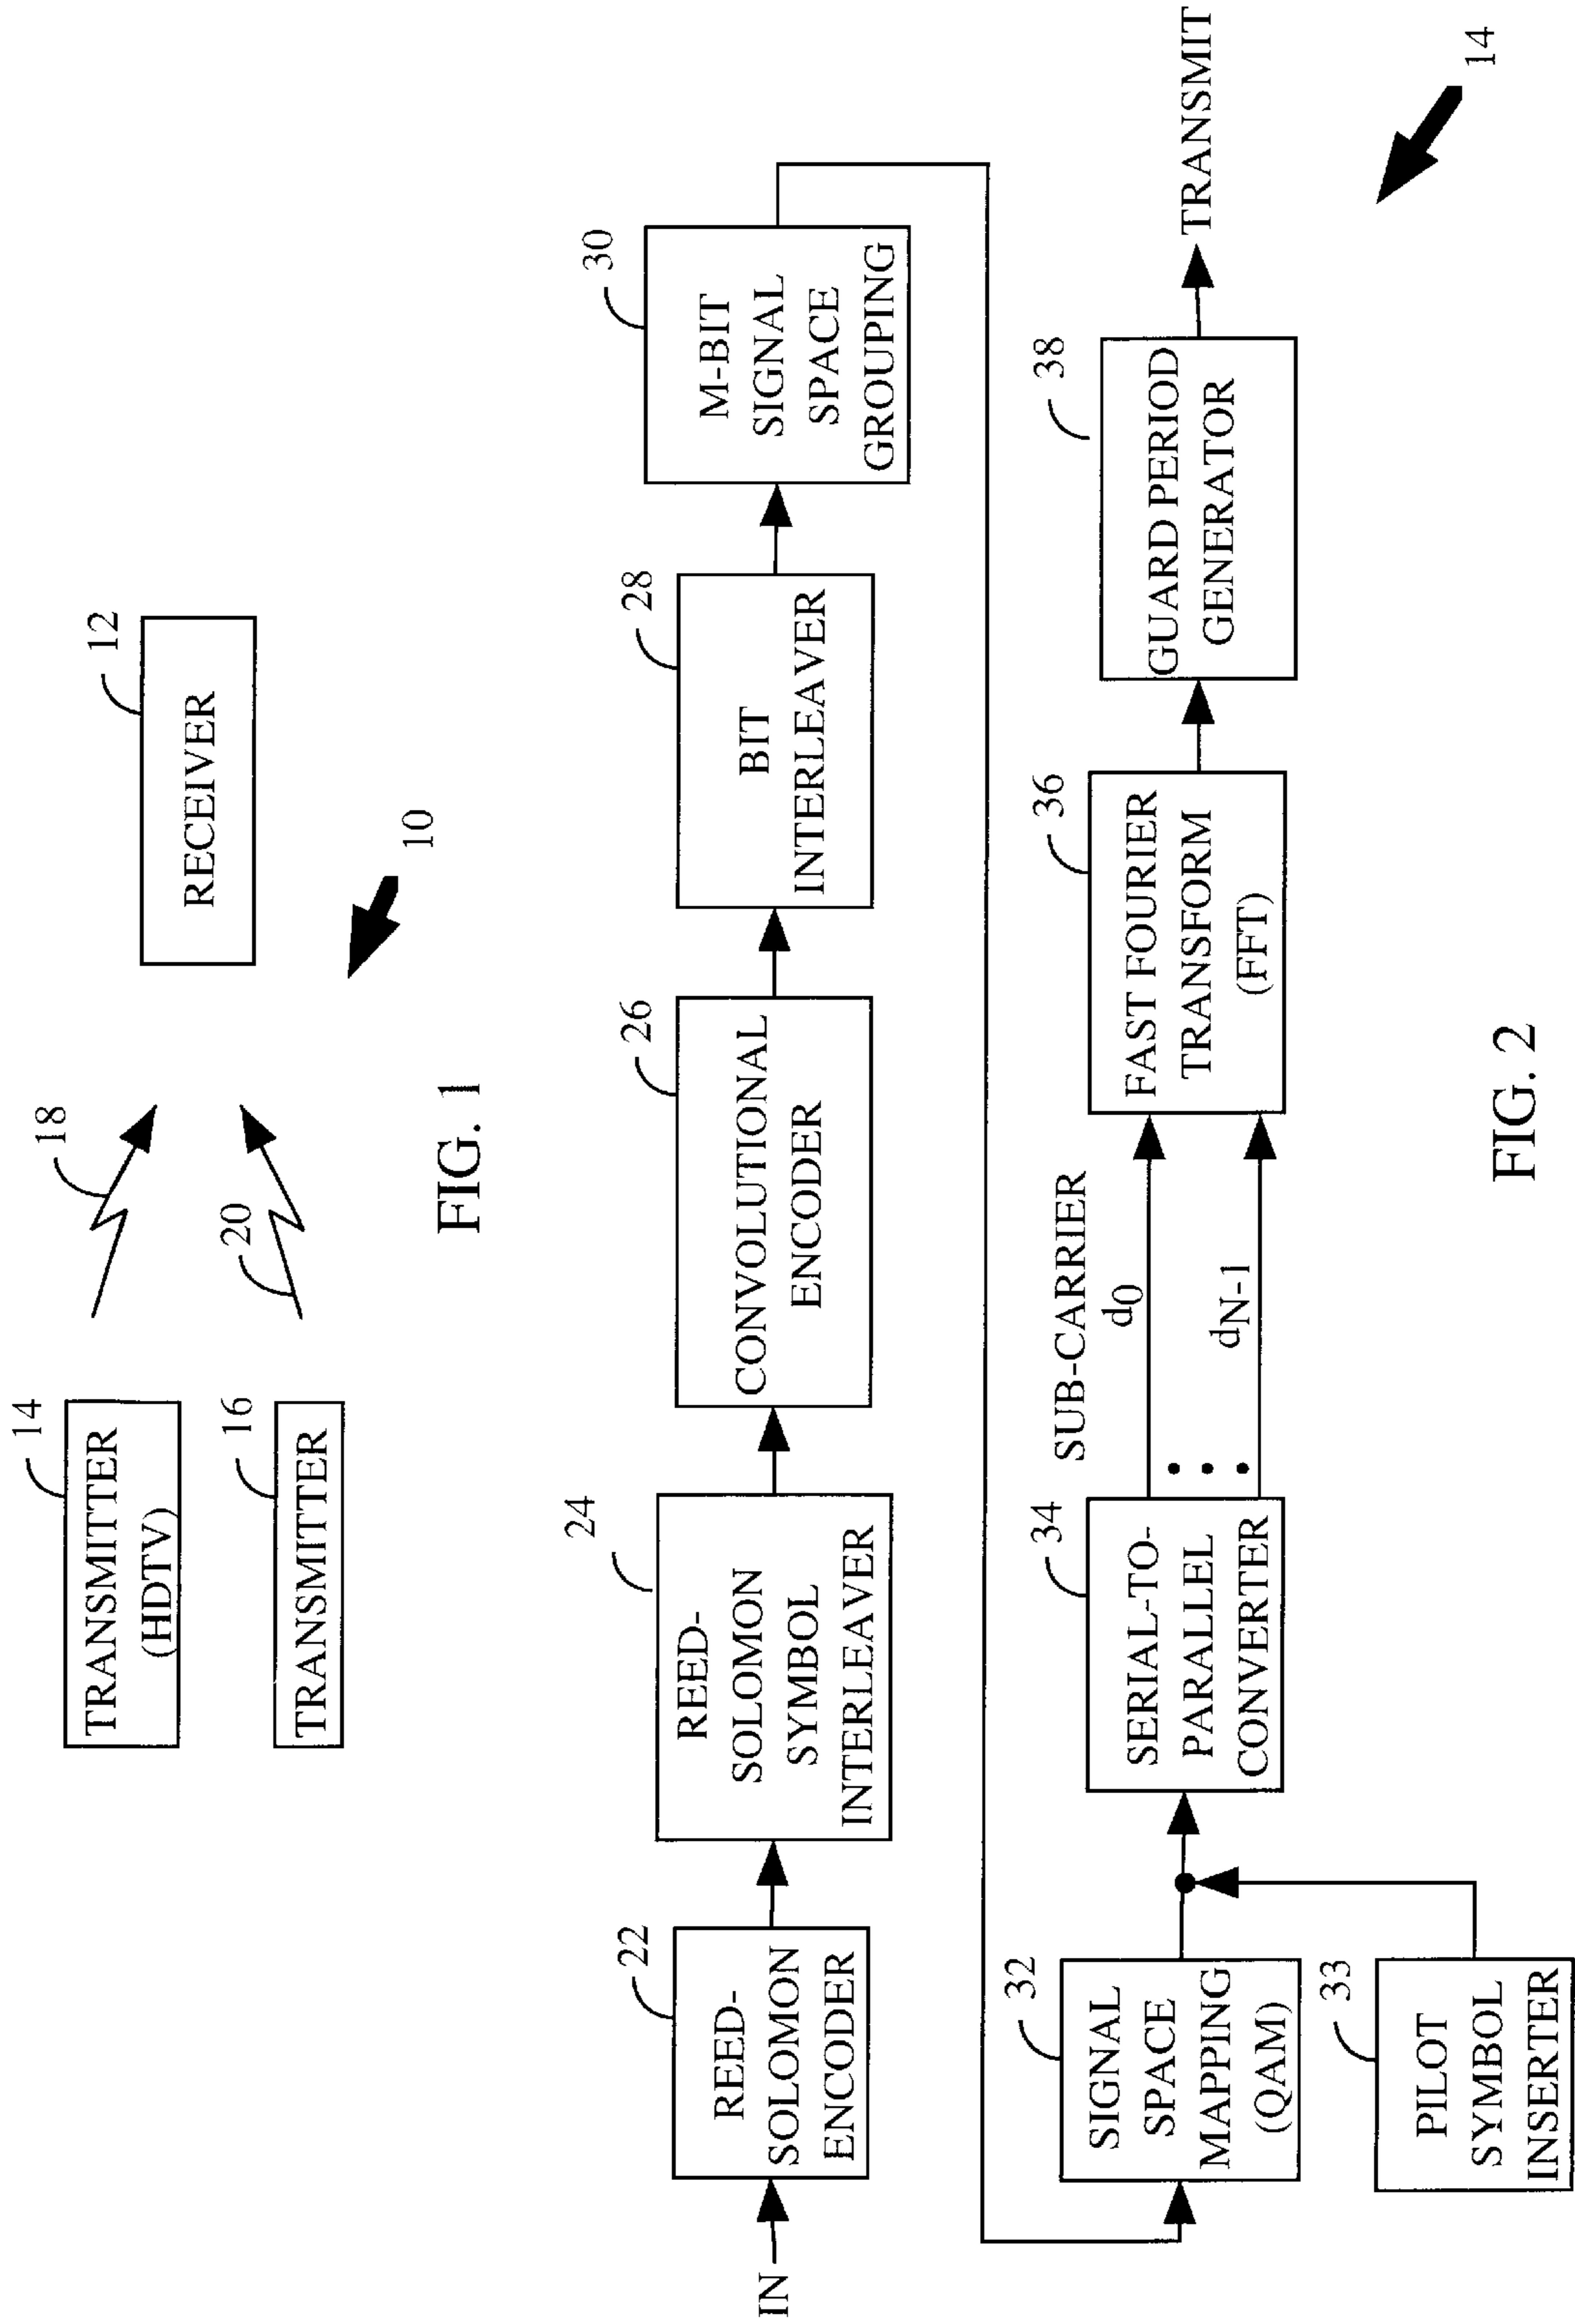 14
TRANSMITTER
(HDTV)
18
12
RECEIVER
16
TRANSMITTER
20
10
FIG. 1
IN
22
REED-
SOLOMON
ENCODER
24
REED-
SOLOMON
SYMBOL
INTERLEAVER
26
CONVOLUTIONAL
ENCODER
28
BIT
INTERLEAVER
30
M-BIT
SIGNAL
SPACE
GROUPING
32
SIGNAL
SPACE
MAPPING
(QAM)
33
PILOT
SYMBOL
INSERTER
34
SERIAL-TO-
PARALLEL
CONVERTER
SUB-CARRIER
d0
dN-1
36
FAST FOURIER
TRANSFORM
(FFT)
38
GUARD PERIOD
GENERATOR
TRANSMIT
14
FIG. 2